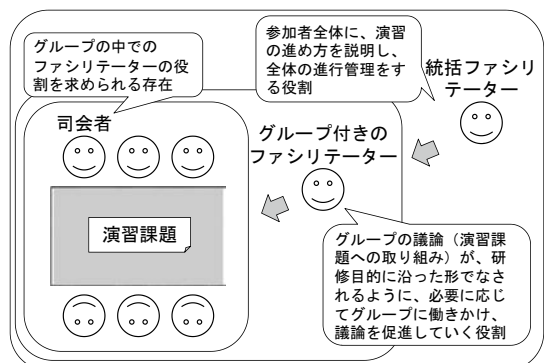 グループの中での
ファシリテーターの役
割を求められる存在
参加者全体に、演習
の進め方を説明し、
全体の進行管理をす
る役割
統括ファシリ
テーター
司会者
グループ付きの
ファシリテーター
演習課題
グループの議論（演習課
題への取り組み）が、研
修目的に沿った形でなさ
れるように、必要に応じ
てグループに働きかけ、
議論を促進していく役割